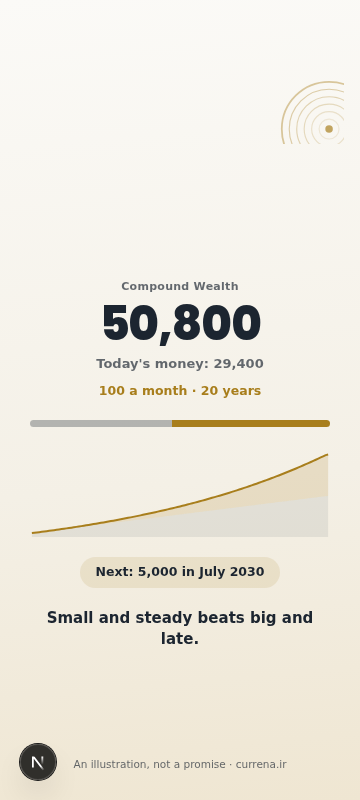 Compound Wealth
50,800
Today's money: 29,400
100 a month · 20 years
Next: 5,000 in July 2030
Small and steady beats big and
late.
N
An illustration, not a promise · currena.ir